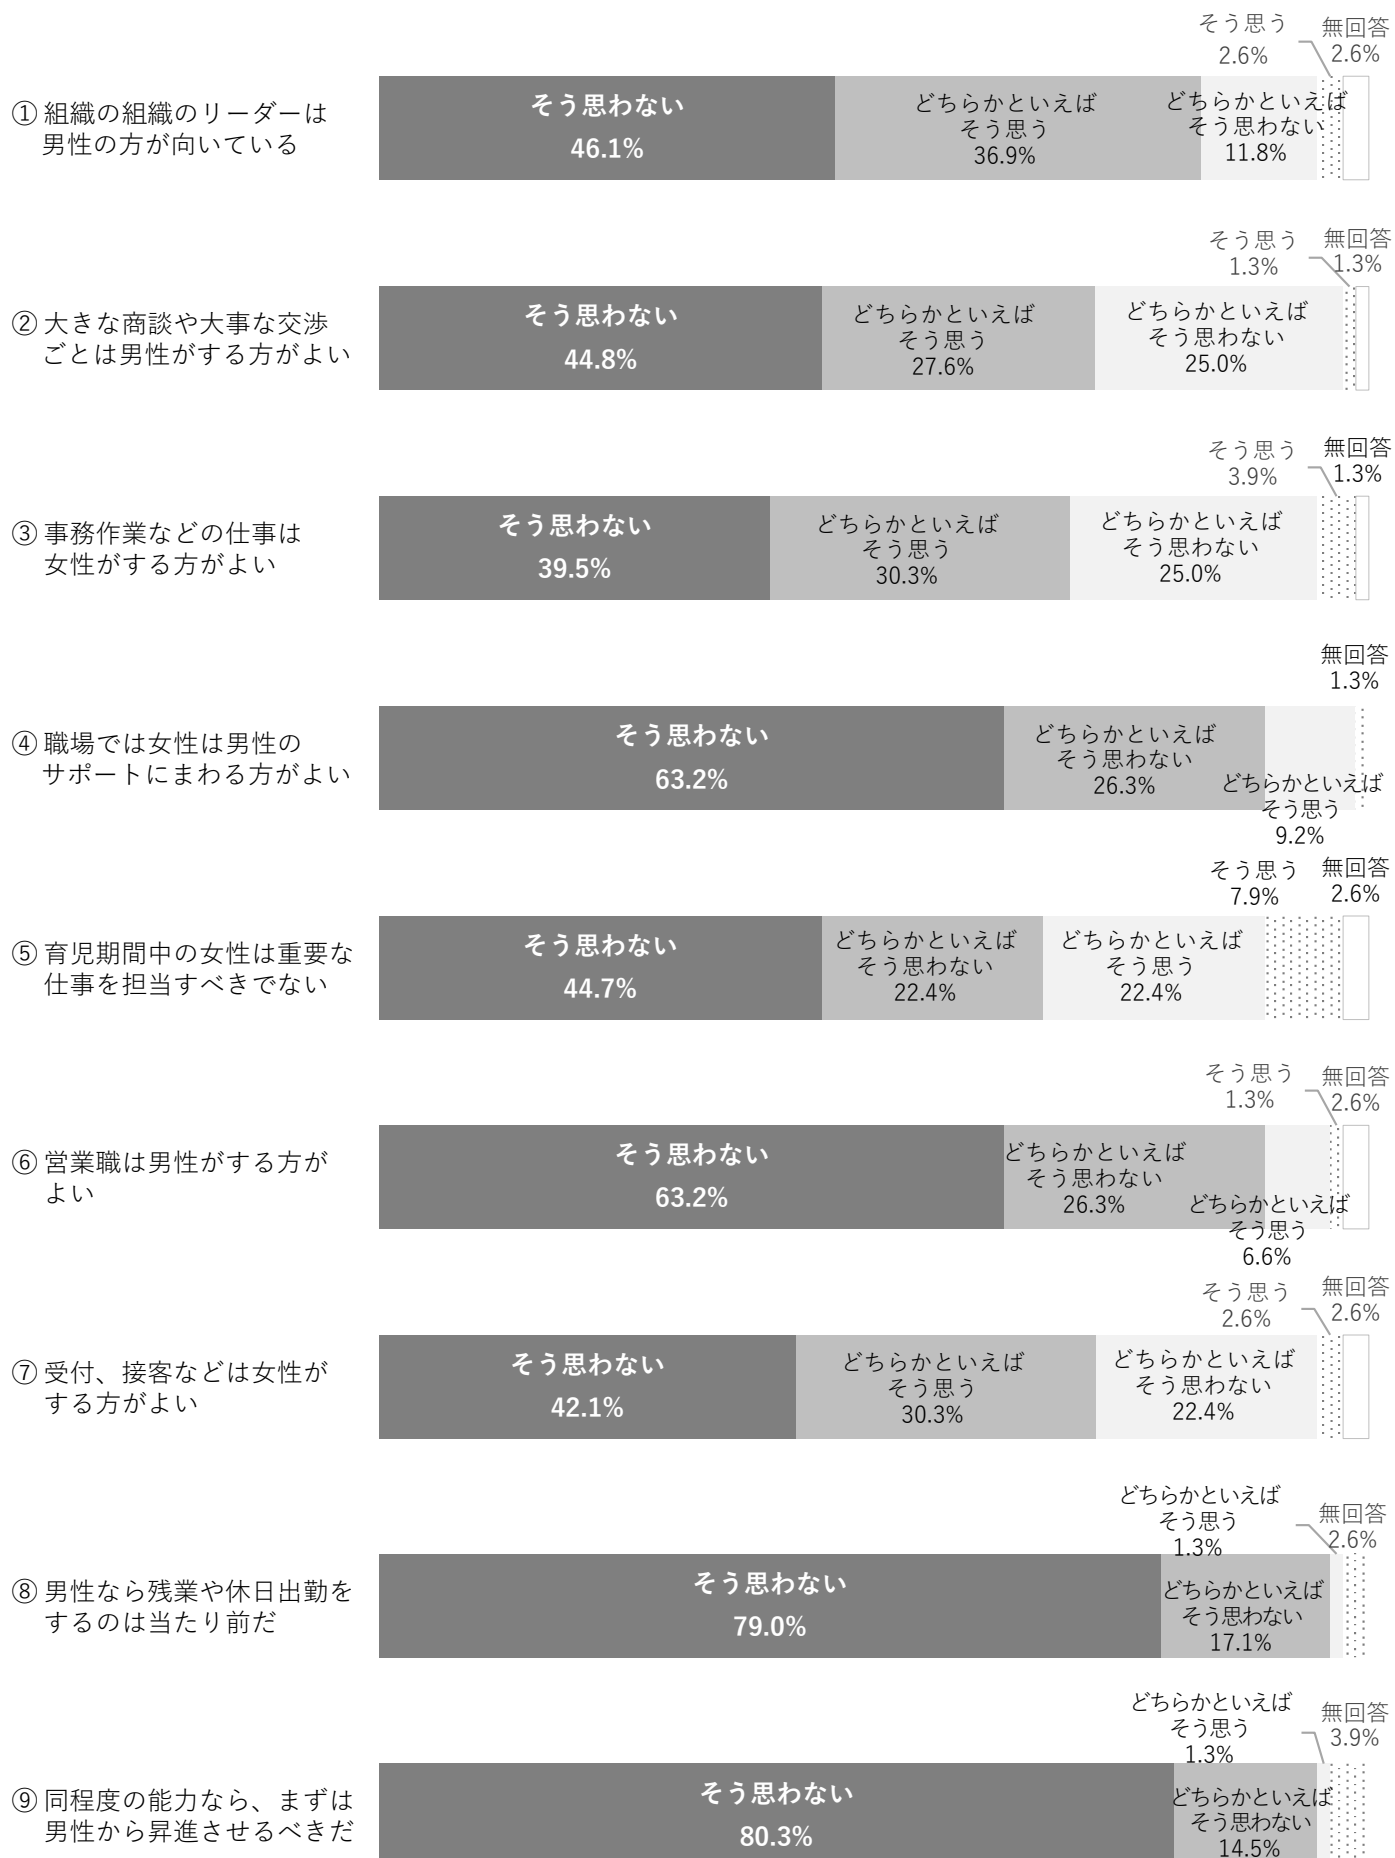 そう思う
2.6%
無回答
2.6%
① 組織の組織のリーダーは
男性の方が向いている
そう思わない
46.1%
どちらかといえば
そう思う
36.9%
どちらかといえば
そう思わない
11.8%
そう思う
1.3%
無回答
1.3%
② 大きな商談や大事な交渉
ごとは男性がする方がよい
そう思わない
44.8%
どちらかといえば
そう思う
27.6%
どちらかといえば
そう思わない
25.0%
そう思う
3.9%
無回答
1.3%
③ 事務作業などの仕事は
女性がする方がよい
そう思わない
39.5%
どちらかといえば
そう思う
30.3%
どちらかといえば
そう思わない
25.0%
無回答
1.3%
④ 職場では女性は男性の
サポートにまわる方がよい
そう思わない
63.2%
どちらかといえば
そう思わない
26.3%
どちらかといえば
そう思う
9.2%
そう思う
7.9%
無回答
2.6%
⑤ 育児期間中の女性は重要な
仕事を担当すべきでない
そう思わない
44.7%
どちらかといえば
そう思わない
22.4%
どちらかといえば
そう思う
22.4%
そう思う
1.3%
無回答
2.6%
⑥ 営業職は男性がする方が
よい
そう思わない
63.2%
どちらかといえば
そう思わない
26.3%
どちらかといえば
そう思う
6.6%
そう思う
2.6%
無回答
2.6%
⑦ 受付、接客などは女性が
する方がよい
そう思わない
42.1%
どちらかといえば
そう思う
30.3%
どちらかといえば
そう思わない
22.4%
どちらかといえば
そう思う
1.3%
無回答
2.6%
⑧ 男性なら残業や休日出勤を
するのは当たり前だ
そう思わない
79.0%
どちらかといえば
そう思わない
17.1%
どちらかといえば
そう思う
1.3%
無回答
3.9%
⑨ 同程度の能力なら、まずは
男性から昇進させるべきだ
そう思わない
80.3%
どちらかといえば
そう思わない
14.5%